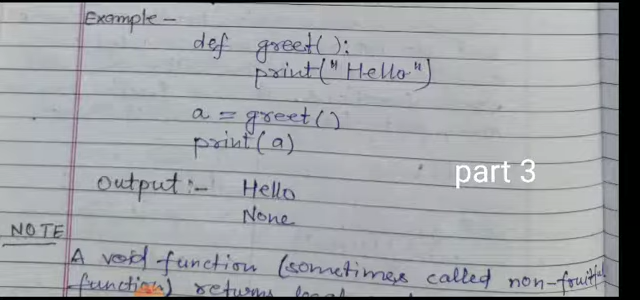 Example -
def greet():
print("Hello")
a = greet()
print(a)
part 3
Output :- Hello
None
NOTE
A void function (sometimes called non-fruitful
function) returns